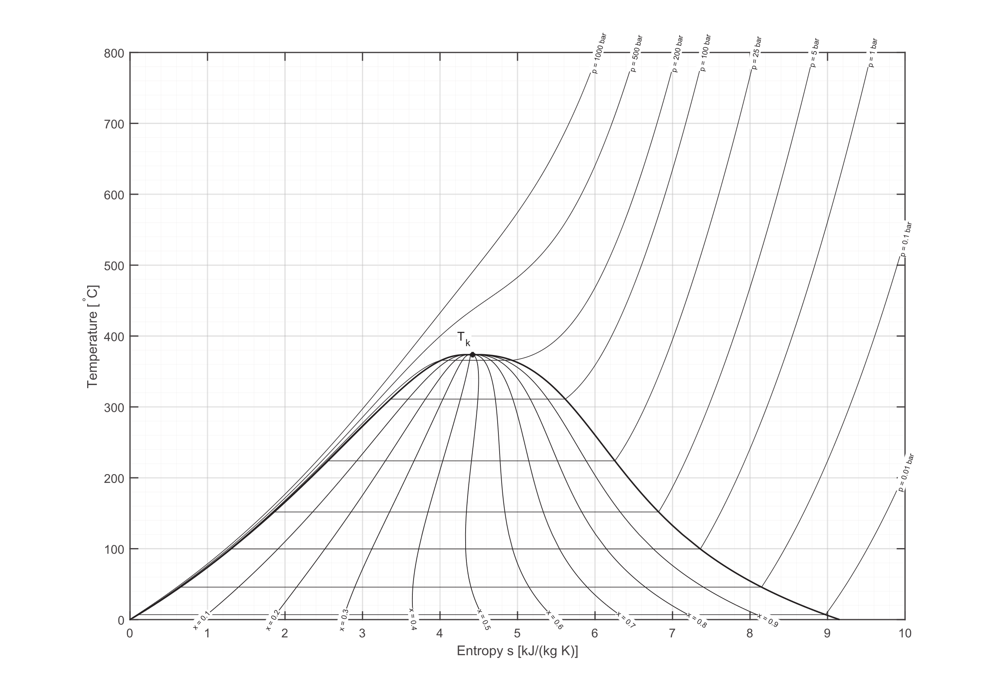 p = 1000 bar
p = 500 bar
p = 200 bar
p = 100 bar
p = 25 bar
p = 5 bar
p = 1 bar
p = 0.1 bar
p = 0.01 bar
800
700
600
500
400
300
200
100
0
Temperature [°C]
T k
x = 0.1
x = 0.2
x = 0.3
x = 0.4
x = 0.5
x = 0.6
x = 0.7
x = 0.8
x = 0.9
0 1 2 3 4 5 6 7 8 9 10
Entropy s [kJ/(kg K)]